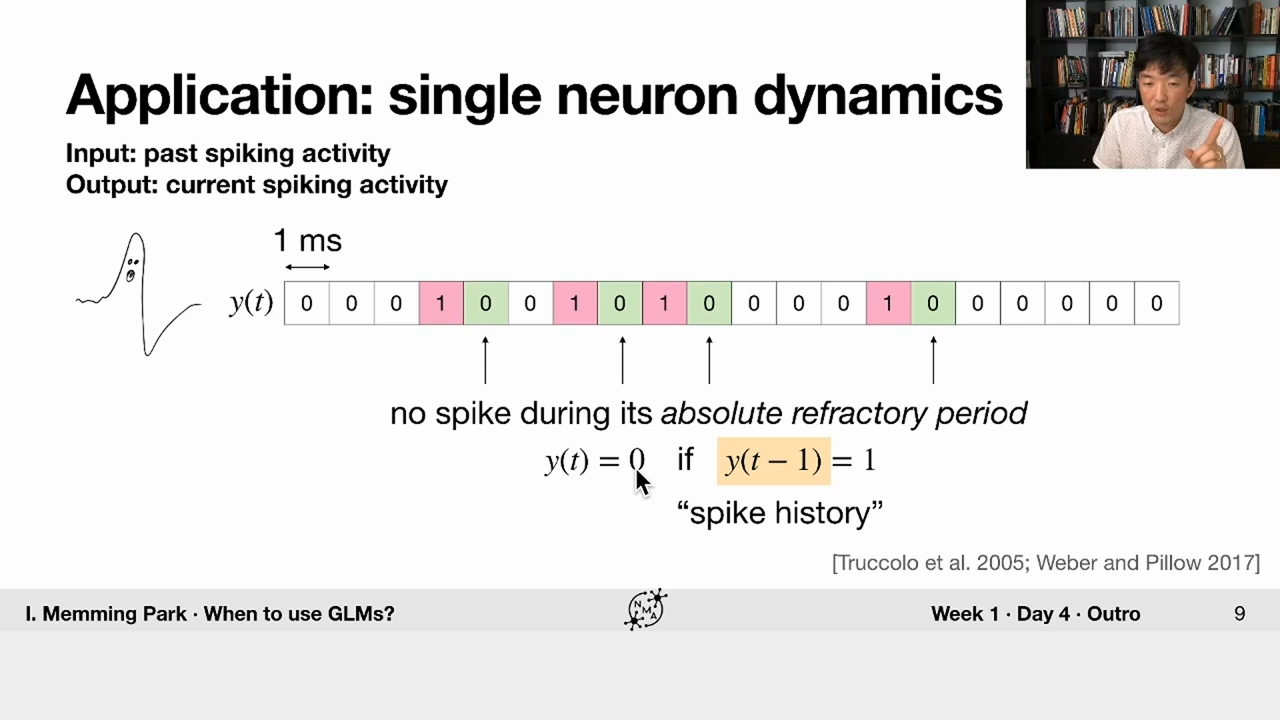 Application: single neuron dynamics
Input: past spiking activity
Output: current spiking activity
1 ms
y(t) 0 0 0 1 0 0 1 0 1 0 0 0 0 1 0 0 0 0 0 0
no spike during its absolute refractory period
y(t) = 0 if y(t − 1) = 1
“spike history”
[Truccolo et al. 2005; Weber and Pillow 2017]
I. Memming Park · When to use GLMs? NMA Week 1 · Day 4 · Outro 9